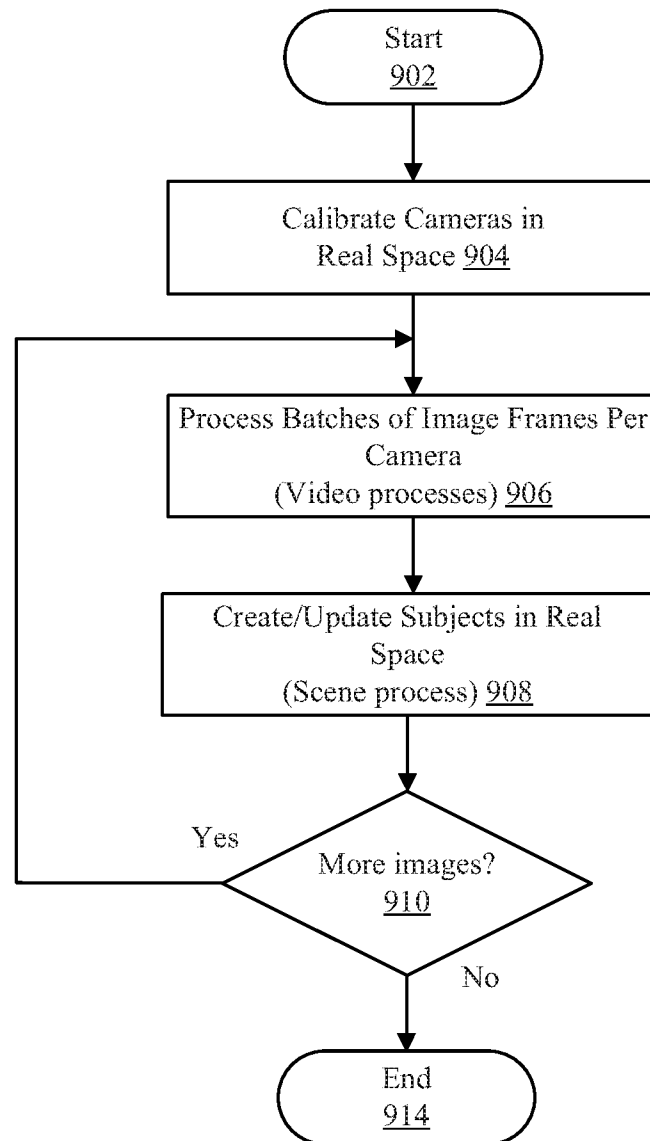 Start
902
Calibrate Cameras in
Real Space 904
Process Batches of Image Frames Per
Camera
(Video processes) 906
Create/Update Subjects in Real
Space
(Scene process) 908
Yes
More images?
910
No
End
914